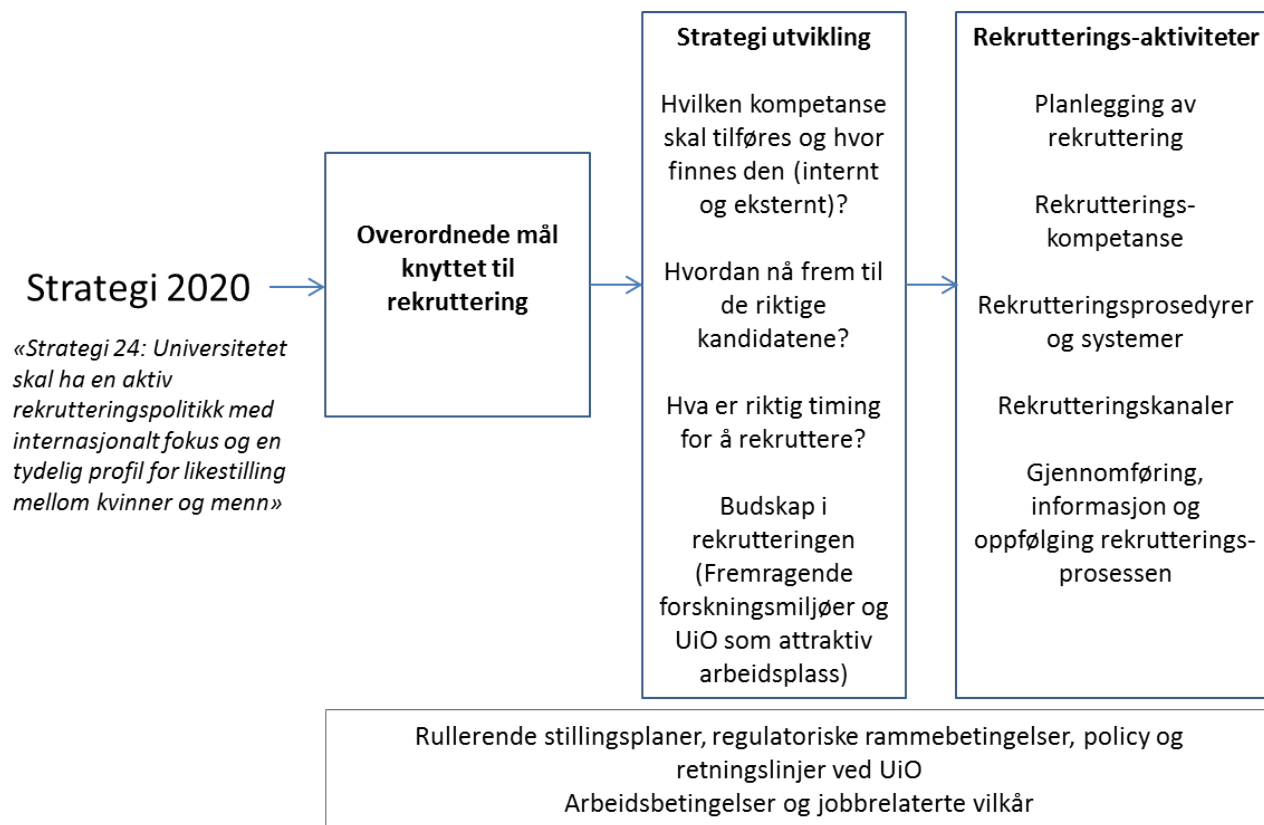 Strategi 2020
«Strategi 24: Universitetet
skal ha en aktiv
rekrutteringspolitikk med
internasjonalt fokus og en
tydelig profil for likestilling
mellom kvinner og menn»
Overordnede mål
knyttet til
rekruttering
Strategi utvikling
Hvilken kompetanse
skal tilføres og hvor
finnes den (internt
og eksternt)?
Hvordan nå frem til
de riktige
kandidatene?
Hva er riktig timing
for å rekruttere?
Budskap i
rekrutteringen
(Fremragende
forskningsmiljøer og
UiO som attraktiv
arbeidsplass)
Rekrutterings-aktiviteter
Planlegging av
rekruttering
Rekrutterings-
kompetanse
Rekrutteringsprosedyrer
og systemer
Rekrutteringskanaler
Gjennomføring,
informasjon og
oppfølging rekrutterings-
prosessen
Rullerende stillingsplaner, regulatoriske rammebetingelser, policy og
retningslinjer ved UiO
Arbeidsbetingelser og jobbrelaterte vilkår